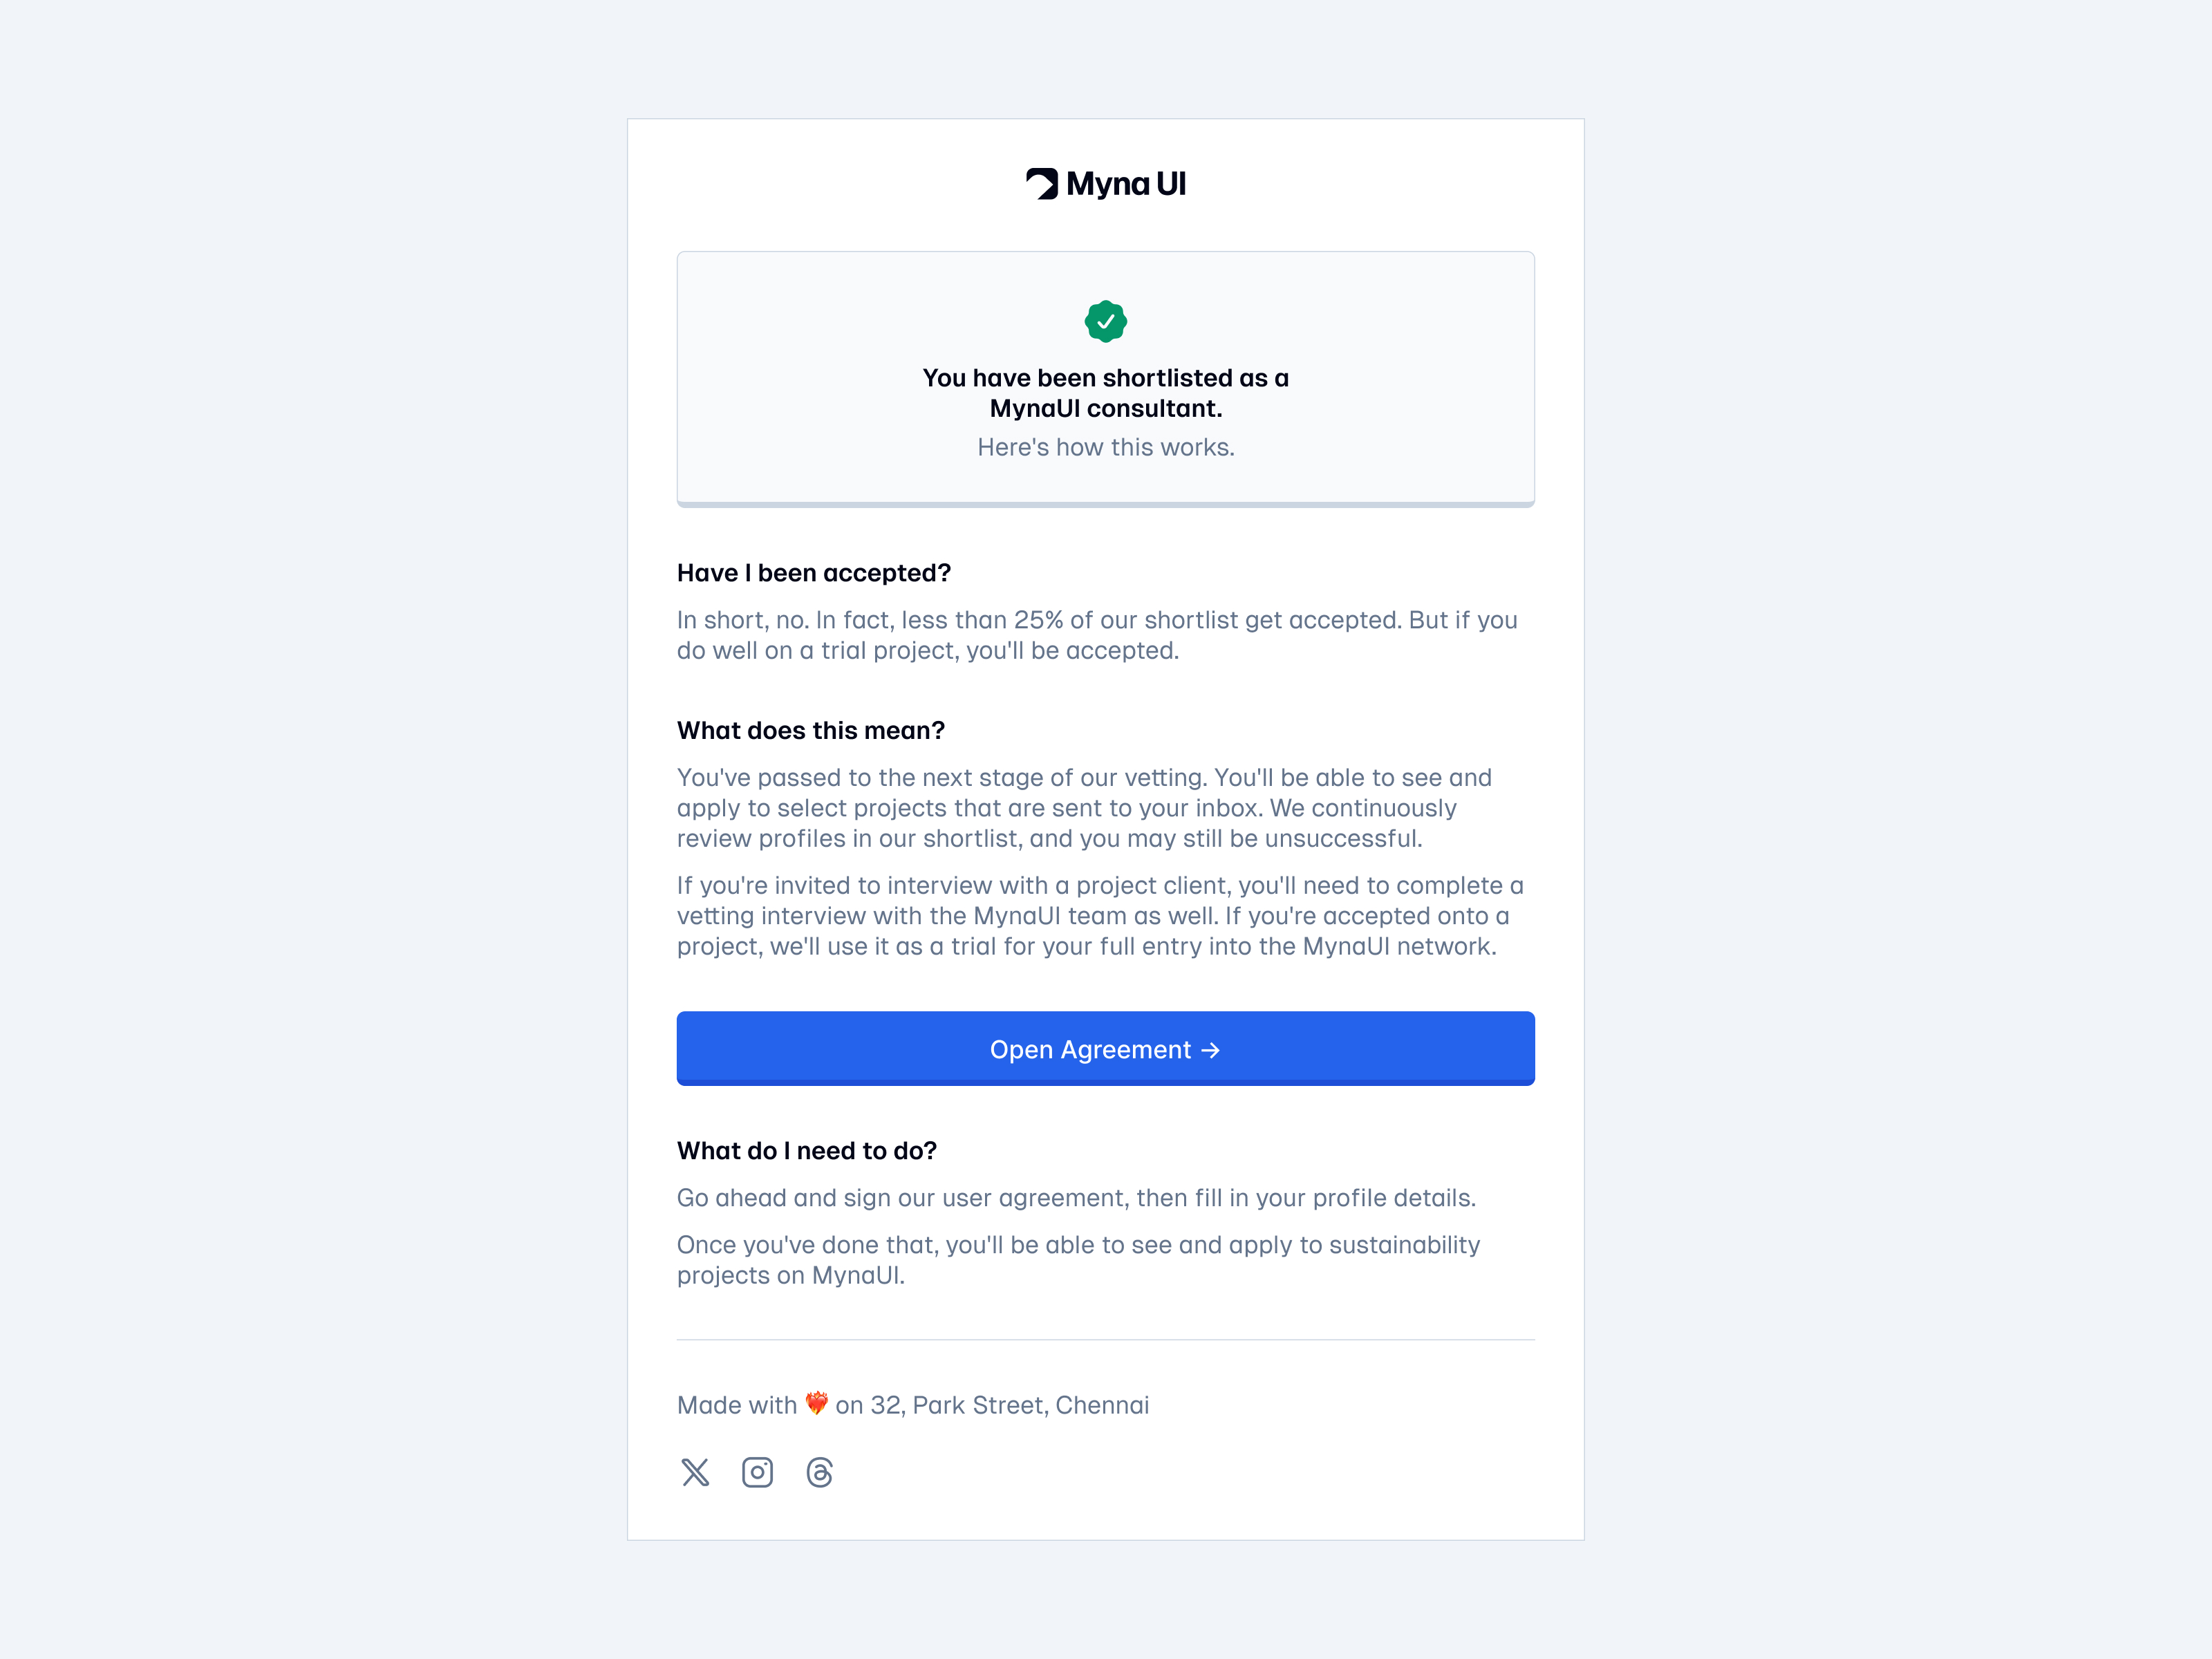 Myna UI
You have been shortlisted as a
MynaUI consultant.
Here's how this works.
Have I been accepted?
In short, no. In fact, less than 25% of our shortlist get accepted. But if you
do well on a trial project, you'll be accepted.
What does this mean?
You've passed to the next stage of our vetting. You'll be able to see and
apply to select projects that are sent to your inbox. We continuously
review profiles in our shortlist, and you may still be unsuccessful.
If you're invited to interview with a project client, you'll need to complete a
vetting interview with the MynaUI team as well. If you're accepted onto a
project, we'll use it as a trial for your full entry into the MynaUI network.
Open Agreement →
What do I need to do?
Go ahead and sign our user agreement, then fill in your profile details.
Once you've done that, you'll be able to see and apply to sustainability
projects on MynaUI.
Made with ❤️‍🔥 on 32, Park Street, Chennai